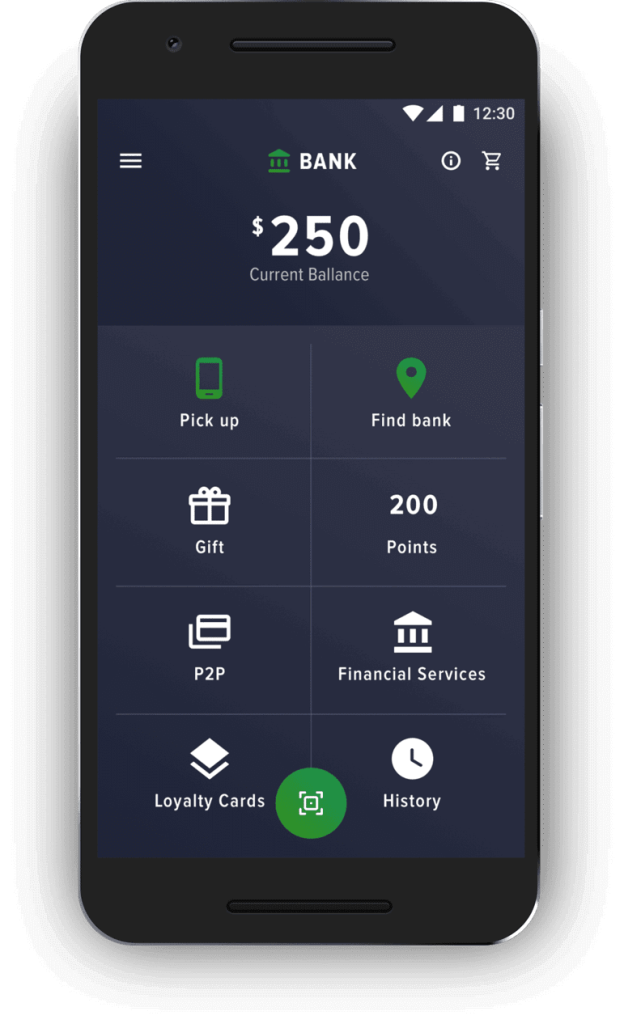 12:30
BANK
$250
Current Ballance
Pick up
Find bank
Gift
200
Points
P2P
Financial Services
Loyalty Cards
History